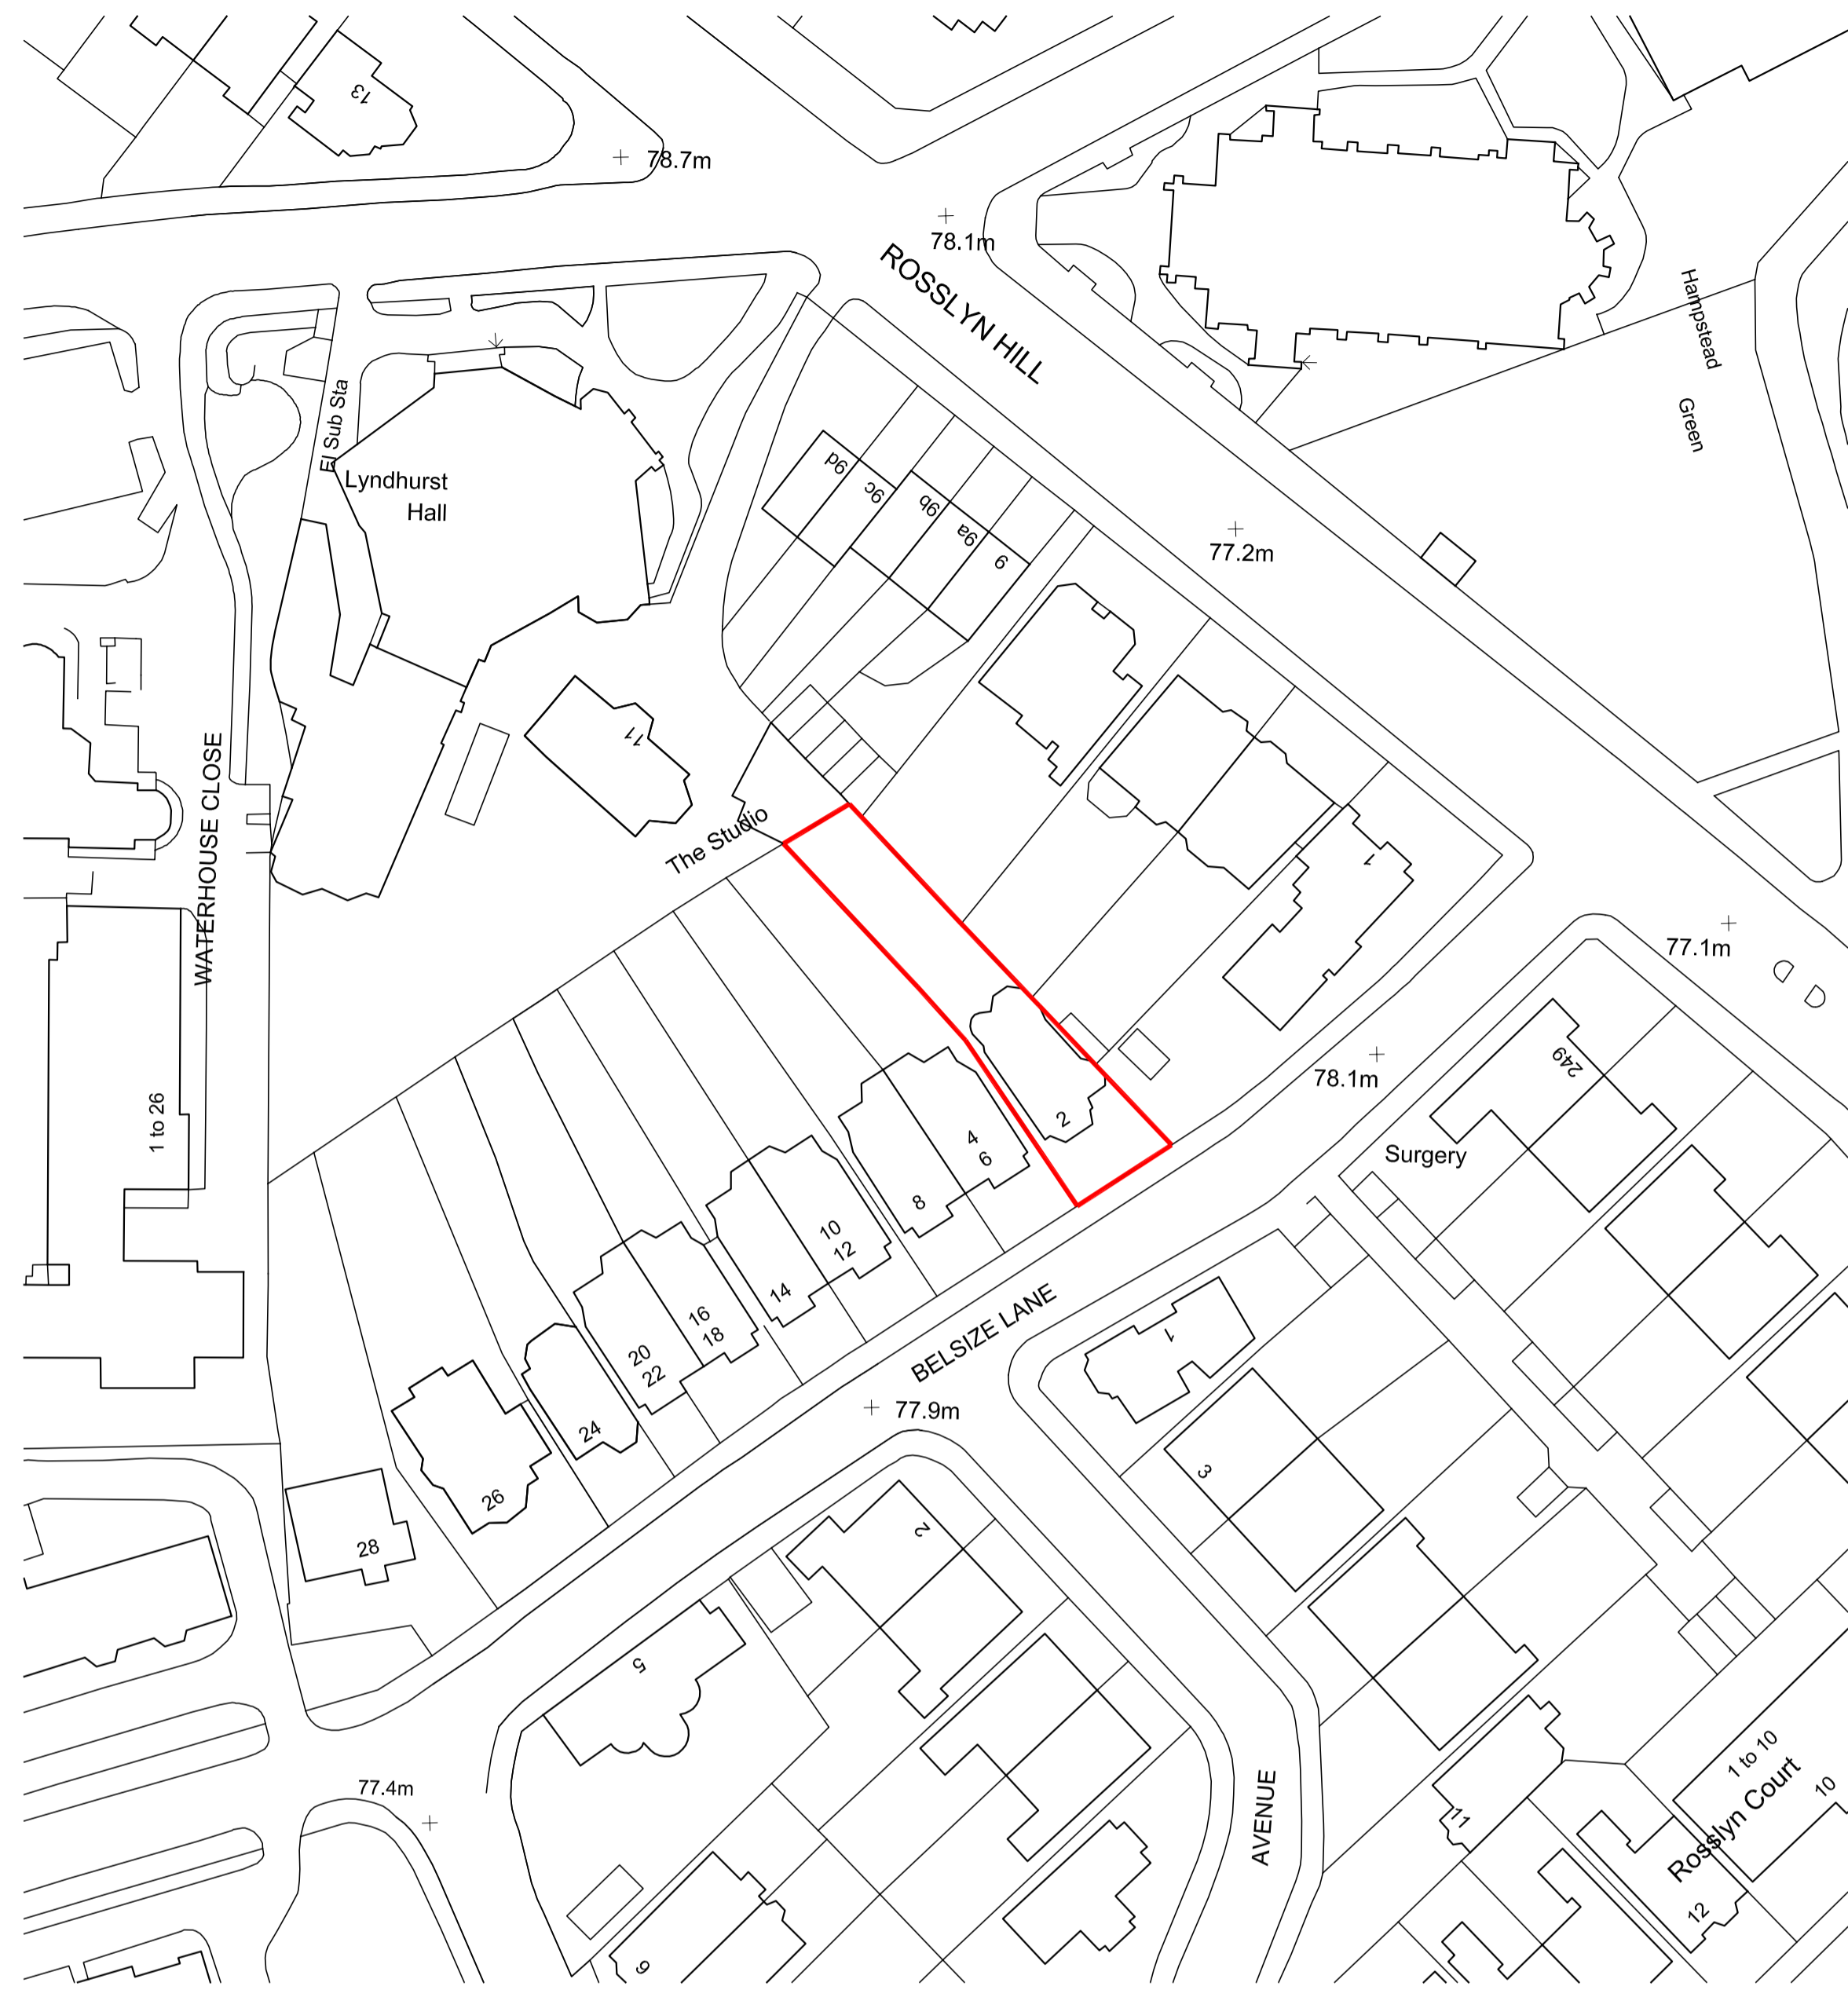 13
78.7m
78.1m
ROSSLYN HILL
Hampstead
Green
El Sub Sta
Lyndhurst
Hall
9d
9c
9b
9a
9
77.2m
11
WATERHOUSE CLOSE
The Studio
1
77.1m
249
78.1m
2
1 to 26
4
6
8
Surgery
10
12
14
16
18
20
22
24
26
28
BELSIZE LANE
77.9m
1
3
2
5
77.4m
AVENUE
11
1 to 10
Rosslyn Court
10
12
9